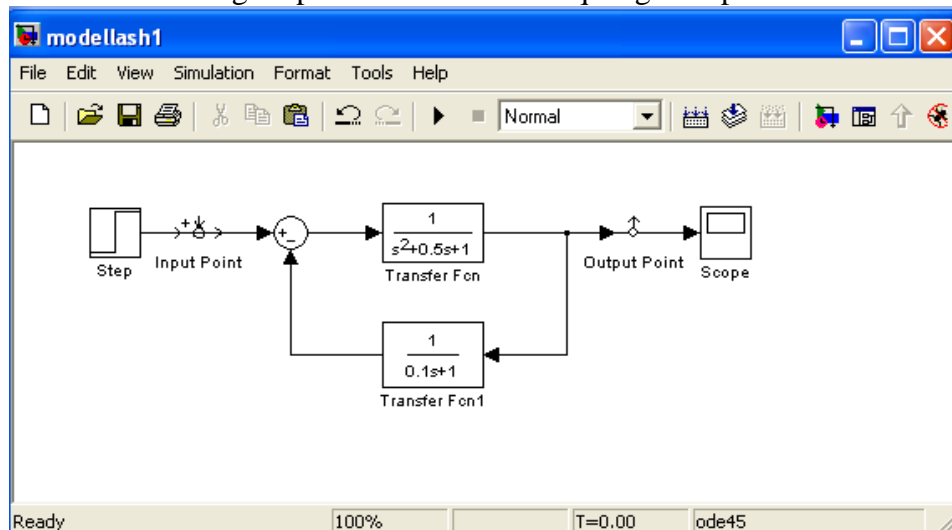 modellash1
File Edit View Simulation Format Tools Help
Normal
Step
Input Point
+
-
1
s2+0.5s+1
Transfer Fcn
Output Point
Scope
1
0.1s+1
Transfer Fcn1
Ready 100% T=0.00 ode45